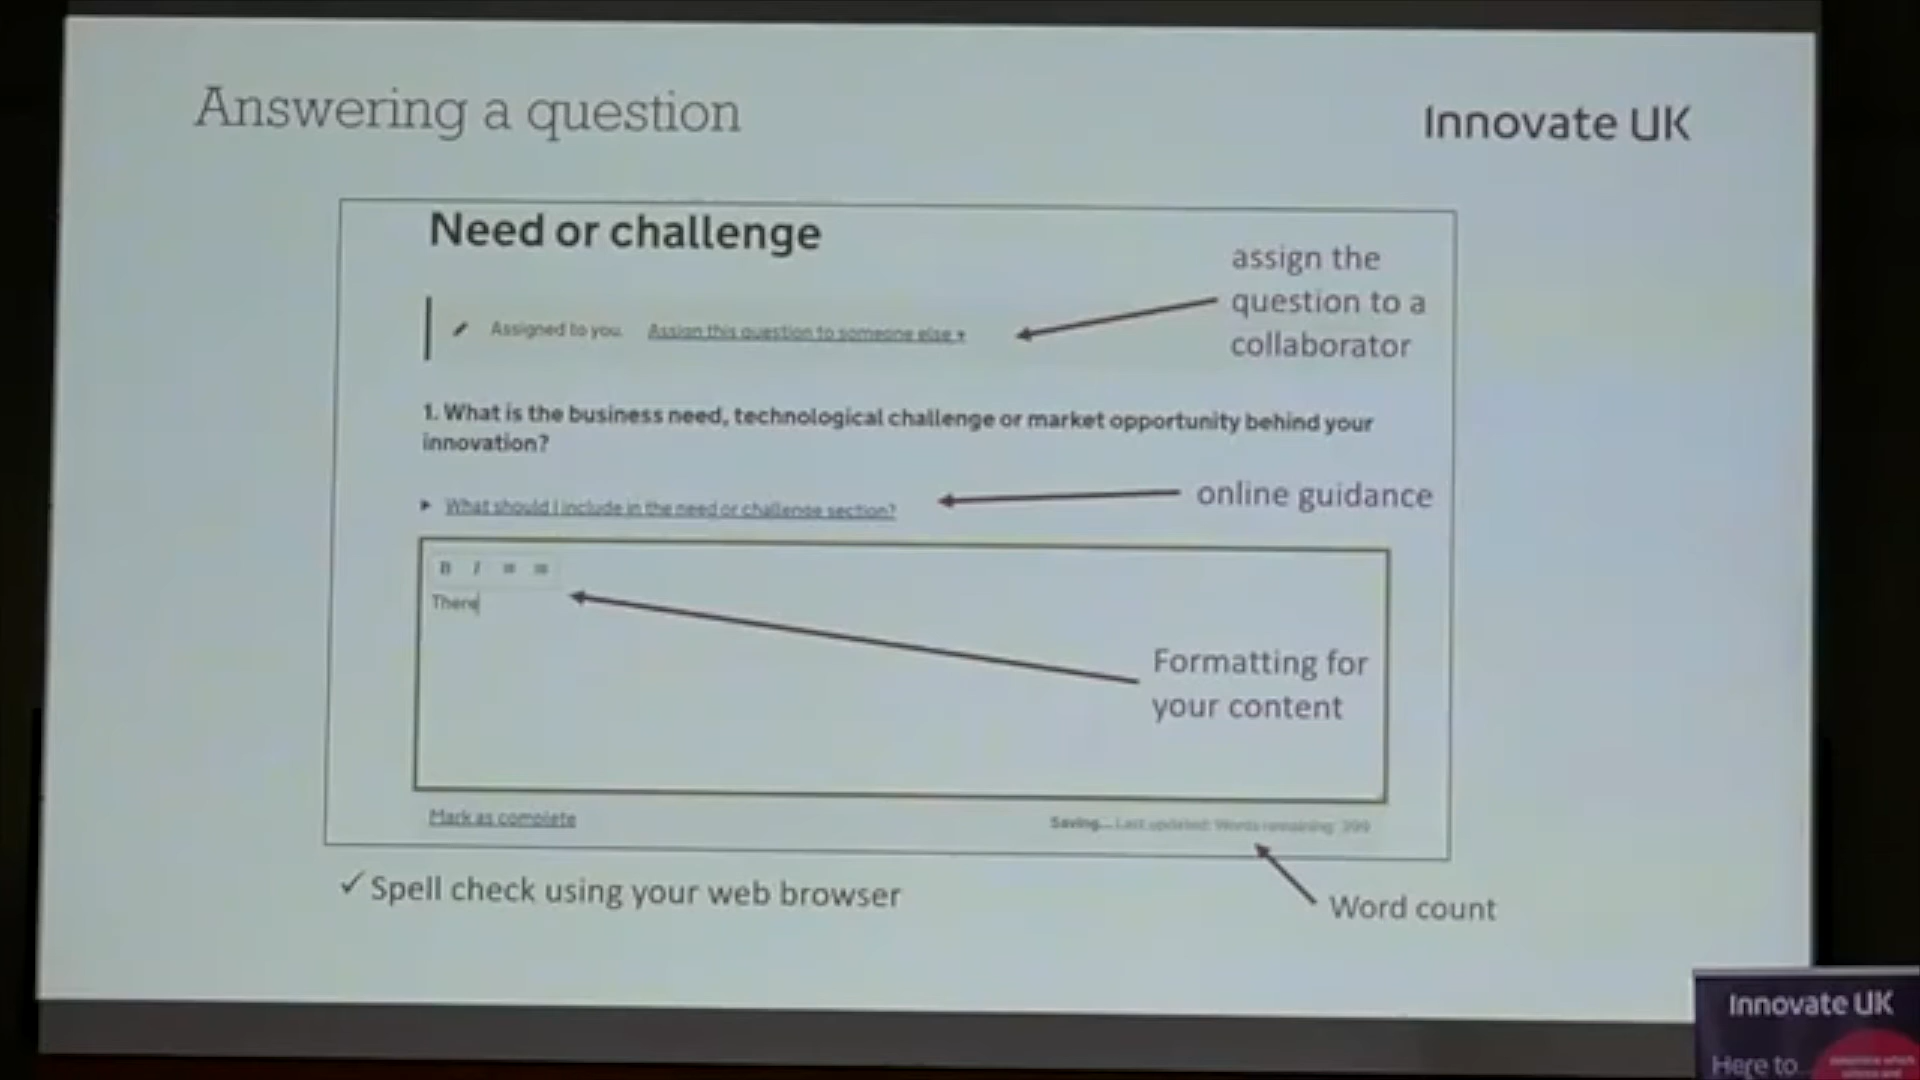 Answering a question
Innovate UK
Need or challenge
assign the
question to a
collaborator
Assigned to you. Assign this question to someone else
1. What is the business need, technological challenge or market opportunity behind your
innovation?
What should I include in the need or challenge section?
online guidance
B I
There
Formatting for
your content
Mark as complete
Saving... Last updated: Words remaining: 399
✓ Spell check using your web browser
Word count
Innovate UK
Here to